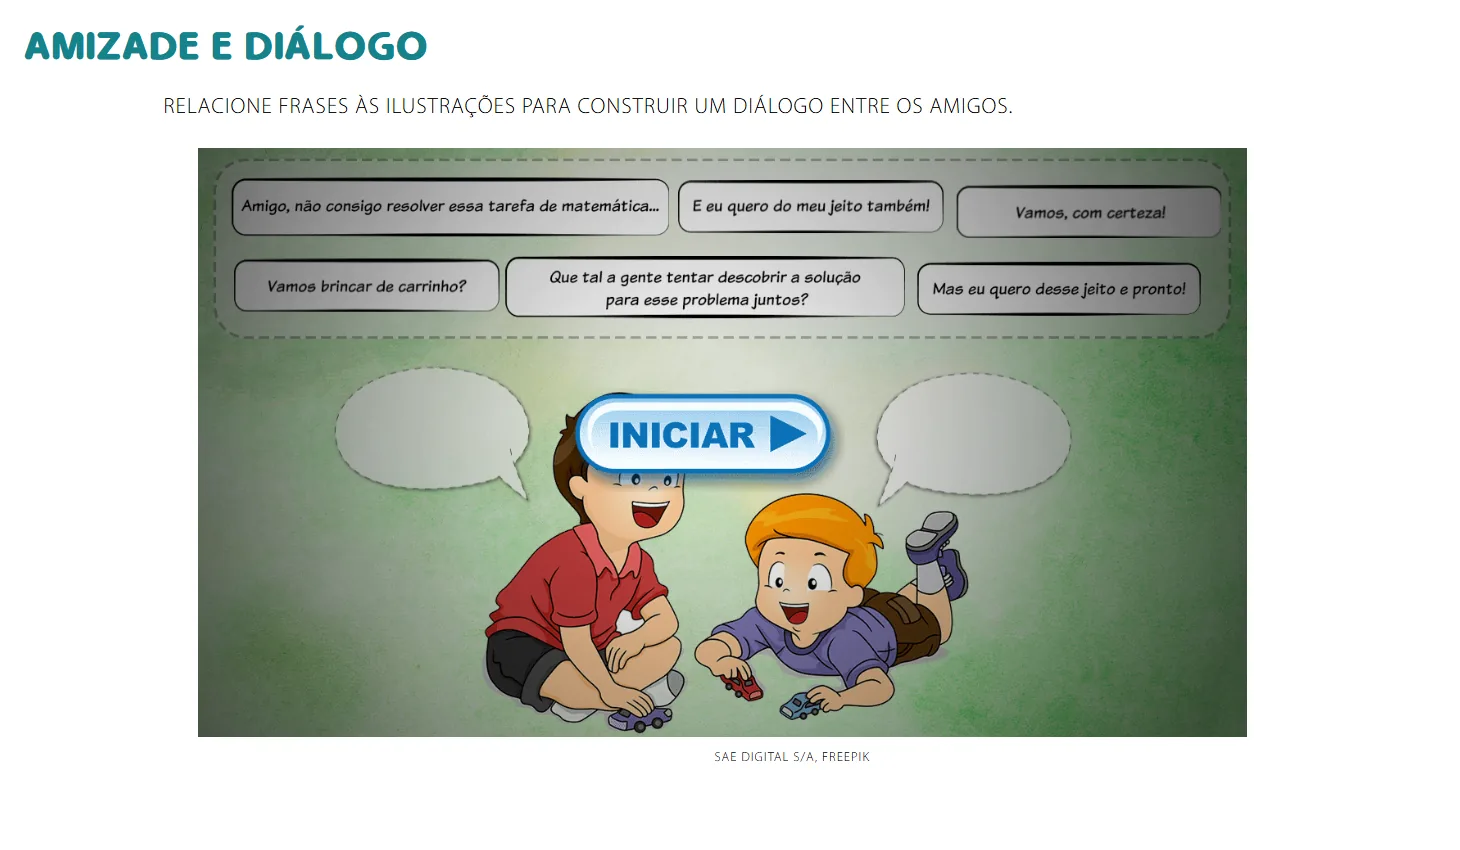 AMIZADE E DIÁLOGO
RELACIONE FRASES ÀS ILUSTRAÇÕES PARA CONSTRUIR UM DIÁLOGO ENTRE OS AMIGOS.
Amigo, não consigo resolver essa tarefa de matemática...
E eu quero do meu jeito também!
Vamos, com certeza!
Vamos brincar de carrinho?
Que tal a gente tentar descobrir a solução
para esse problema juntos?
Mas eu quero desse jeito e pronto!
INICIAR
SAE DIGITAL S/A, FREEPIK